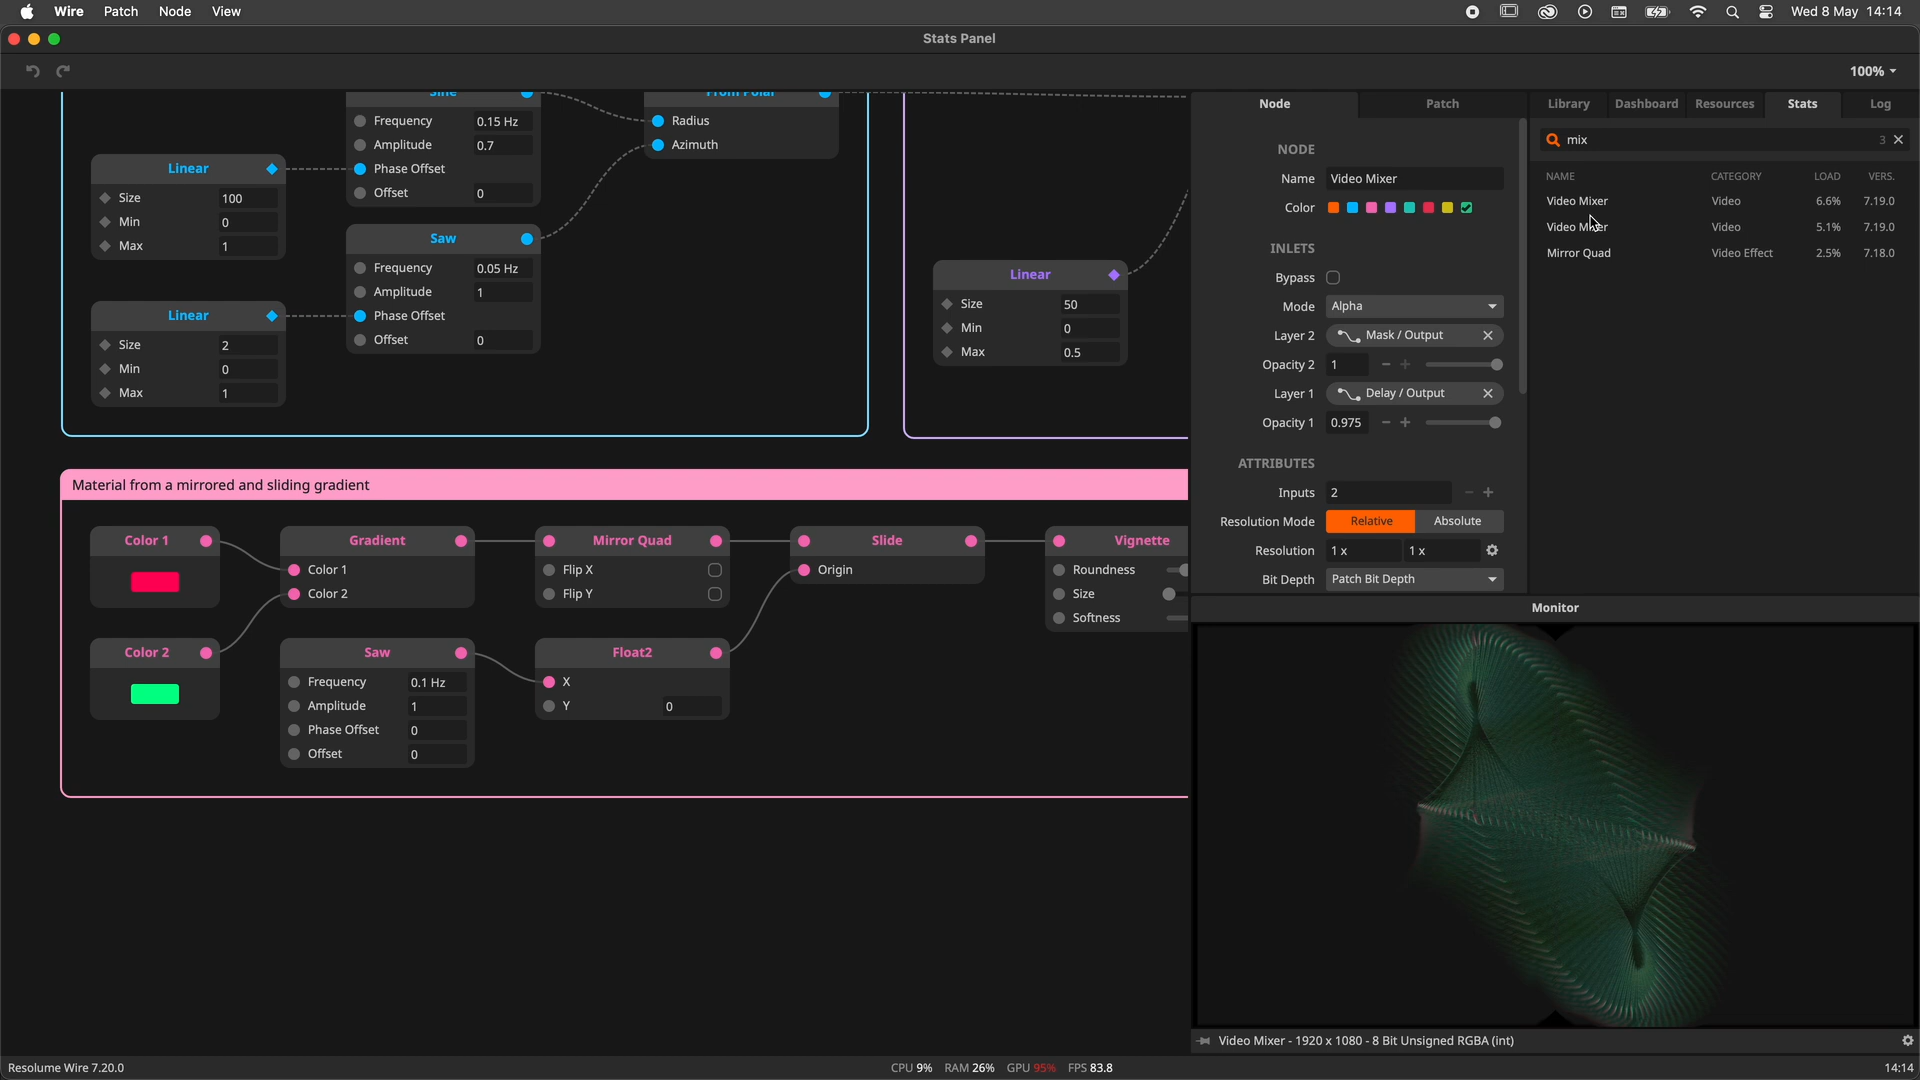 Wire Patch Node View
Wed 8 May 14:14
Stats Panel
100%
Sine
Frequency 0.15 Hz
Amplitude 0.7
Phase Offset
Offset 0
From Polar
Radius
Azimuth
Linear
Size 100
Min 0
Max 1
Saw
Frequency 0.05 Hz
Amplitude 1
Phase Offset
Offset 0
Linear
Size 2
Min 0
Max 1
Linear
Size 50
Min 0
Max 0.5
Material from a mirrored and sliding gradient
Color 1
Gradient
Color 1
Color 2
Mirror Quad
Flip X
Flip Y
Slide
Origin
Vignette
Roundness
Size
Softness
Color 2
Saw
Frequency 0.1 Hz
Amplitude 1
Phase Offset 0
Offset 0
Float2
X
Y 0
Node Patch
NODE
Name Video Mixer
Color
INLETS
Bypass
Mode Alpha
Layer 2 Mask / Output
Opacity 2 1
Layer 1 Delay / Output
Opacity 1 0.975
ATTRIBUTES
Inputs 2
Resolution Mode Relative Absolute
Resolution 1 x 1 x
Bit Depth Patch Bit Depth
Library Dashboard Resources Stats Log
mix 3
NAME CATEGORY LOAD VERS.
Video Mixer Video 6.6% 7.19.0
Video Mixer Video 5.1% 7.19.0
Mirror Quad Video Effect 2.5% 7.18.0
Monitor
Video Mixer - 1920 x 1080 - 8 Bit Unsigned RGBA (int)
Resolume Wire 7.20.0
CPU 9% RAM 26% GPU 95% FPS 83.8
14:14